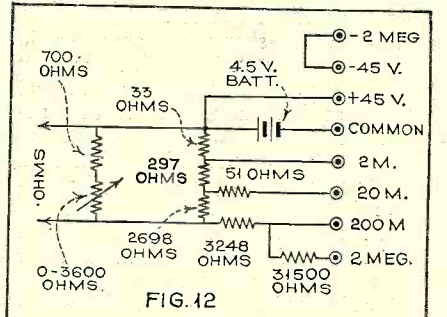 700
OHMS
33
OHMS
4.5 V.
BATT.
- 2 MEG
-45 V.
+45 V.
COMMON
OHMS
297
OHMS
51 OHMS
2 M.
20 M.
200 M
2698
OHMS
3248
OHMS
0-3600
OHMS.
31500
OHMS
2 MEG.
FIG. 12